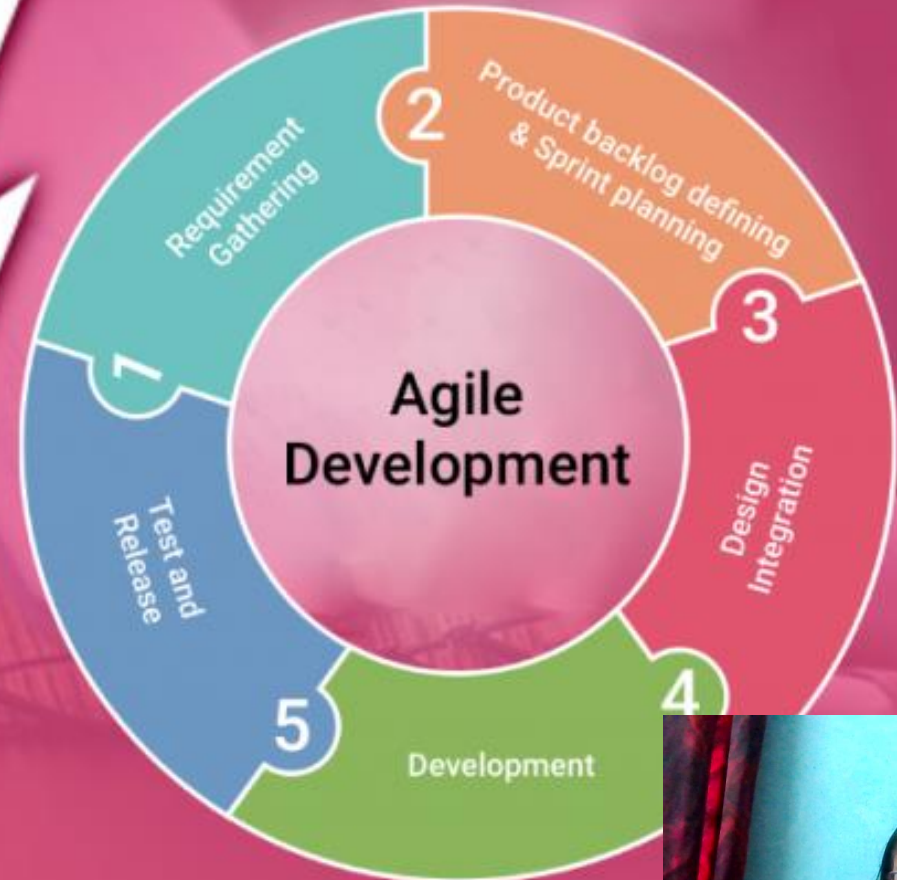 Agile
Development
1
Requirement
Gathering
2
Product backlog defining
& Sprint planning
3
Design
Integration
4
Development
5
Test and
Release